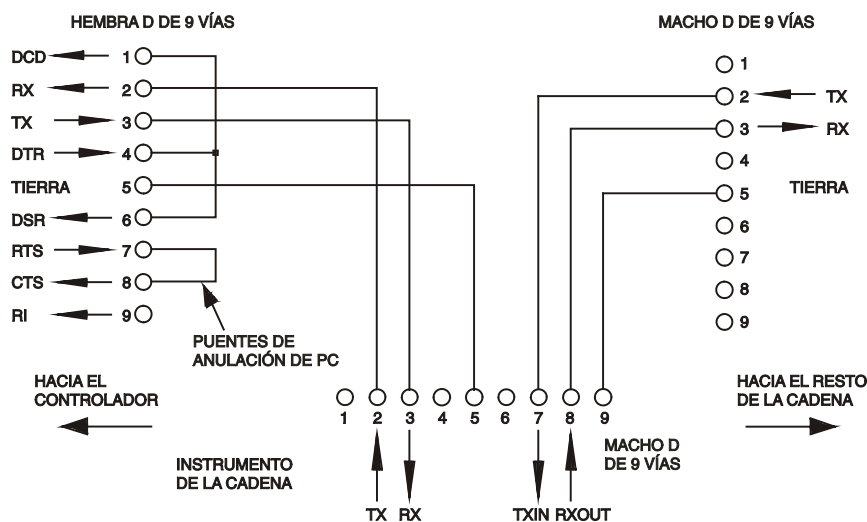 HEMBRA D DE 9 VÍAS
MACHO D DE 9 VÍAS
DCD 1
RX 2
TX 3
DTR 4
TIERRA 5
DSR 6
RTS 7
CTS 8
RI 9
1
2 TX
3 RX
4
5 TIERRA
6
7
8
9
PUENTES DE
ANULACIÓN DE PC
HACIA EL
CONTROLADOR
HACIA EL RESTO
DE LA CADENA
1 2 3 4 5 6 7 8 9
MACHO D
DE 9 VÍAS
INSTRUMENTO
DE LA CADENA
TX RX TXIN RXOUT